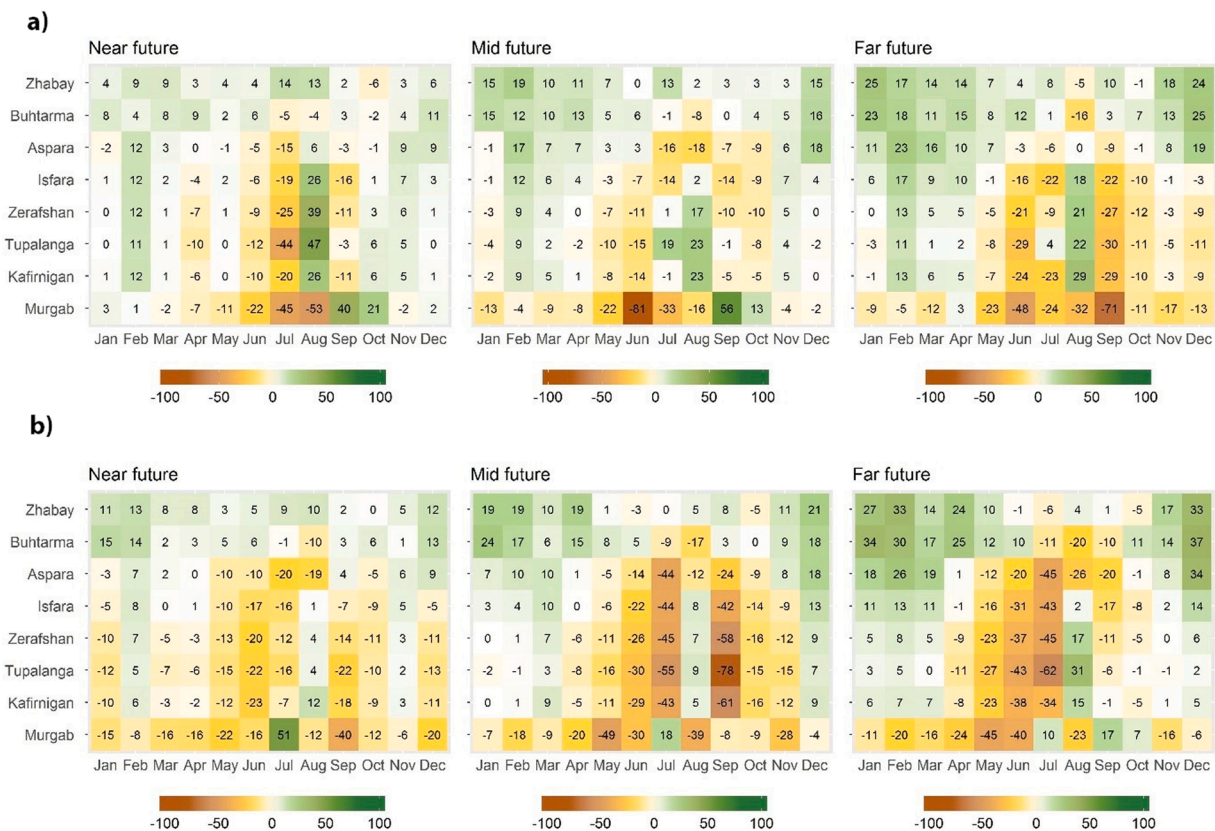 a)
Near future Mid future Far future
Zhabay 4 9 9 3 4 4 14 13 2 -6 3 6 15 19 10 11 7 0 13 2 3 3 3 15 25 17 14 14 7 4 8 -5 10 -1 18 24
Buhtarma 8 4 8 9 2 6 -5 -4 3 -2 4 11 15 12 10 13 5 6 -1 -8 0 4 5 16 23 18 11 15 8 12 1 -16 3 7 13 25
Aspara -2 12 3 0 -1 -5 -15 6 -3 -1 9 9 -1 17 7 7 3 3 -16 -18 -7 -9 6 18 11 23 16 10 7 -3 -6 0 -9 -1 8 19
Isfara 1 12 2 -4 2 -6 -19 26 -16 1 7 3 -1 12 6 4 -3 -7 -14 2 -14 -9 7 4 6 17 9 10 -1 -16 -22 18 -22 -10 -1 -3
Zerafshan 0 12 1 -7 1 -9 -25 39 -11 3 6 1 -3 9 4 0 -7 -11 1 17 -10 -10 5 0 0 13 5 5 -6 -21 -9 21 -27 -12 -3 -9
Tupalanga 0 11 1 -10 0 -12 -44 47 -3 6 5 0 -4 9 2 -2 -10 -15 19 23 -1 -8 4 -2 -3 11 1 2 -8 -29 4 22 -30 -11 -5 -11
Kafirnigan 1 12 1 -6 0 -10 -20 26 -11 6 5 1 -2 9 5 0 -8 -14 -1 23 -5 -5 5 0 -1 13 6 5 -7 -24 -23 29 -29 -10 -3 -9
Murgab 3 1 -2 -7 -11 -22 -45 -53 40 21 -2 2 -13 -4 -9 -8 -22 -81 -33 -16 56 13 -4 -2 -9 -5 -12 3 -23 -48 -24 -32 -71 -11 -17 -13
Jan Feb Mar Apr May Jun Jul Aug Sep Oct Nov Dec Jan Feb Mar Apr May Jun Jul Aug Sep Oct Nov Dec Jan Feb Mar Apr May Jun Jul Aug Sep Oct Nov Dec
-100 -50 0 50 100 -100 -50 0 50 100 -100 -50 0 50 100
b)
Near future Mid future Far future
Zhabay 11 13 8 8 3 5 9 10 2 0 5 12 19 19 10 19 1 -3 0 5 8 -5 11 21 27 33 14 24 10 -1 -6 4 1 -5 17 33
Buhtarma 15 14 2 3 5 6 -1 -10 3 6 1 13 24 17 6 15 8 5 -9 -17 3 0 9 18 34 30 17 25 12 10 -11 -20 -10 11 14 37
Aspara -3 7 2 0 -10 -10 -20 -19 4 -5 6 9 7 10 10 1 -5 -14 -44 -12 -24 -9 8 18 18 26 19 1 -12 -20 -45 -26 -20 -1 8 34
Isfara -5 8 0 1 -10 -17 -16 1 -7 -9 5 -5 3 4 10 0 -6 -22 -44 8 -42 -14 -9 13 11 13 11 -1 -16 -31 -43 2 -17 -8 2 14
Zerafshan -10 7 -5 -3 -13 -20 -12 4 -14 -11 3 -11 0 1 7 -6 -11 -26 -45 7 -58 -16 -12 9 5 8 5 -9 -23 -37 -45 17 -11 -5 0 6
Tupalanga -12 5 -7 -6 -15 -22 -16 4 -22 -10 2 -13 -2 -1 3 -8 -16 -30 -55 9 -78 -15 -15 7 3 5 0 -11 -27 -43 -62 31 -6 -1 -1 2
Kafirnigan -10 6 -3 -2 -12 -23 -7 12 -18 -9 3 -11 0 1 9 -5 -11 -29 -43 9 -61 -16 -12 9 6 7 7 -8 -23 -38 -34 15 -1 -5 1 5
Murgab -15 -8 -16 -16 -22 -16 51 -12 -40 -12 -6 -20 -7 -18 -9 -20 -49 -30 18 -39 -8 -9 -28 -4 -11 -20 -16 -24 -45 -40 10 -23 17 7 -16 -6
Jan Feb Mar Apr May Jun Jul Aug Sep Oct Nov Dec Jan Feb Mar Apr May Jun Jul Aug Sep Oct Nov Dec Jan Feb Mar Apr May Jun Jul Aug Sep Oct Nov Dec
-100 -50 0 50 100 -100 -50 0 50 100 -100 -50 0 50 100